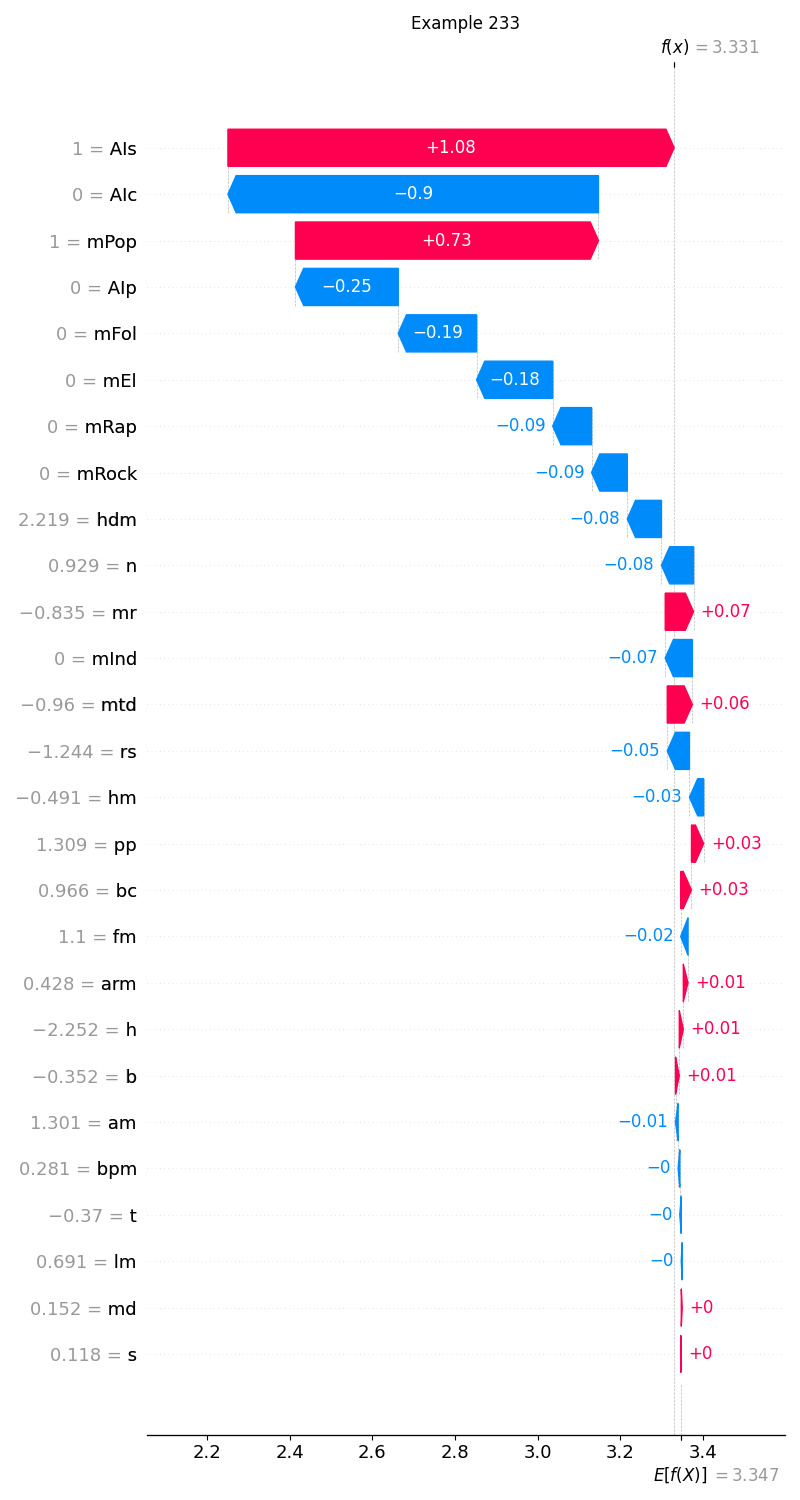 Example 233
f(x) = 3.331
1 = AIs +1.08
0 = AIc −0.9
1 = mPop +0.73
0 = AIp −0.25
0 = mFol −0.19
0 = mEl −0.18
0 = mRap −0.09
0 = mRock −0.09
2.219 = hdm −0.08
0.929 = n −0.08
−0.835 = mr +0.07
0 = mInd −0.07
−0.96 = mtd +0.06
−1.244 = rs −0.05
−0.491 = hm −0.03
1.309 = pp +0.03
0.966 = bc +0.03
1.1 = fm −0.02
0.428 = arm +0.01
−2.252 = h +0.01
−0.352 = b +0.01
1.301 = am −0.01
0.281 = bpm −0
−0.37 = t −0
0.691 = lm −0
0.152 = md +0
0.118 = s +0
2.2 2.4 2.6 2.8 3.0 3.2 3.4
E[f(X)] = 3.347